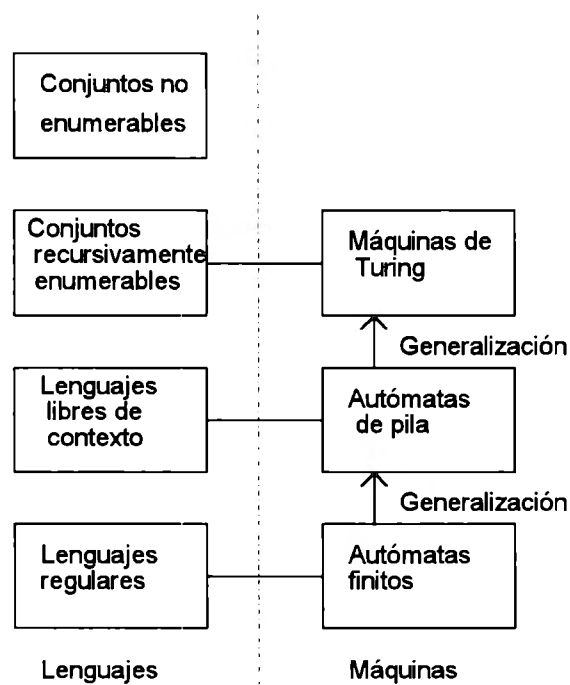 Conjuntos no
enumerables
Conjuntos
recursivamente
enumerables
Máquinas de
Turing
Generalización
Lenguajes
libres de
contexto
Autómatas
de pila
Generalización
Lenguajes
regulares
Autómatas
finitos
Lenguajes
Máquinas